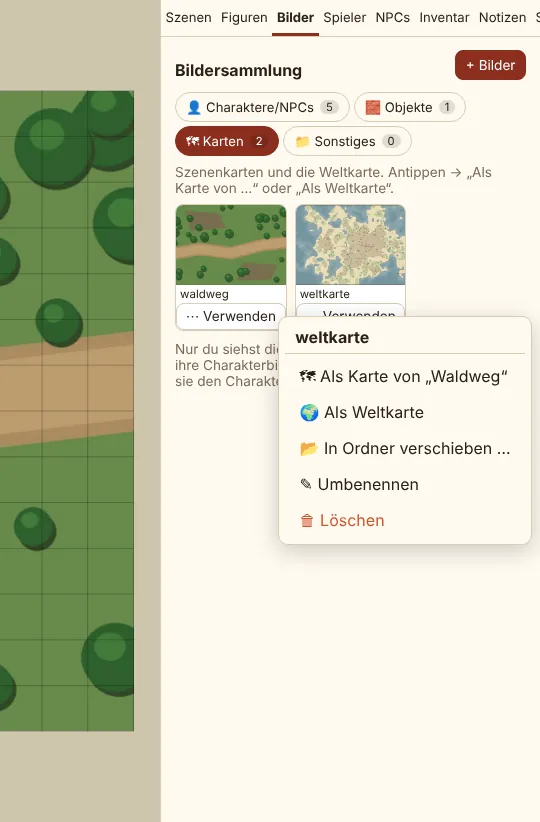 Szenen Figuren Bilder Spieler NPCs Inventar Notizen S
Bildersammlung
+ Bilder
👤 Charaktere/NPCs 5
🧱 Objekte 1
🗺 Karten 2
📁 Sonstiges 0
Szenenkarten und die Weltkarte. Antippen → „Als
Karte von …“ oder „Als Weltkarte“.
waldweg
weltkarte
⋯ Verwenden
Verwenden
Nur du siehst die
ihre Charakterbi
sie den Charakte
weltkarte
🗺 Als Karte von „Waldweg“
🌍 Als Weltkarte
📂 In Ordner verschieben …
✎ Umbenennen
🗑 Löschen